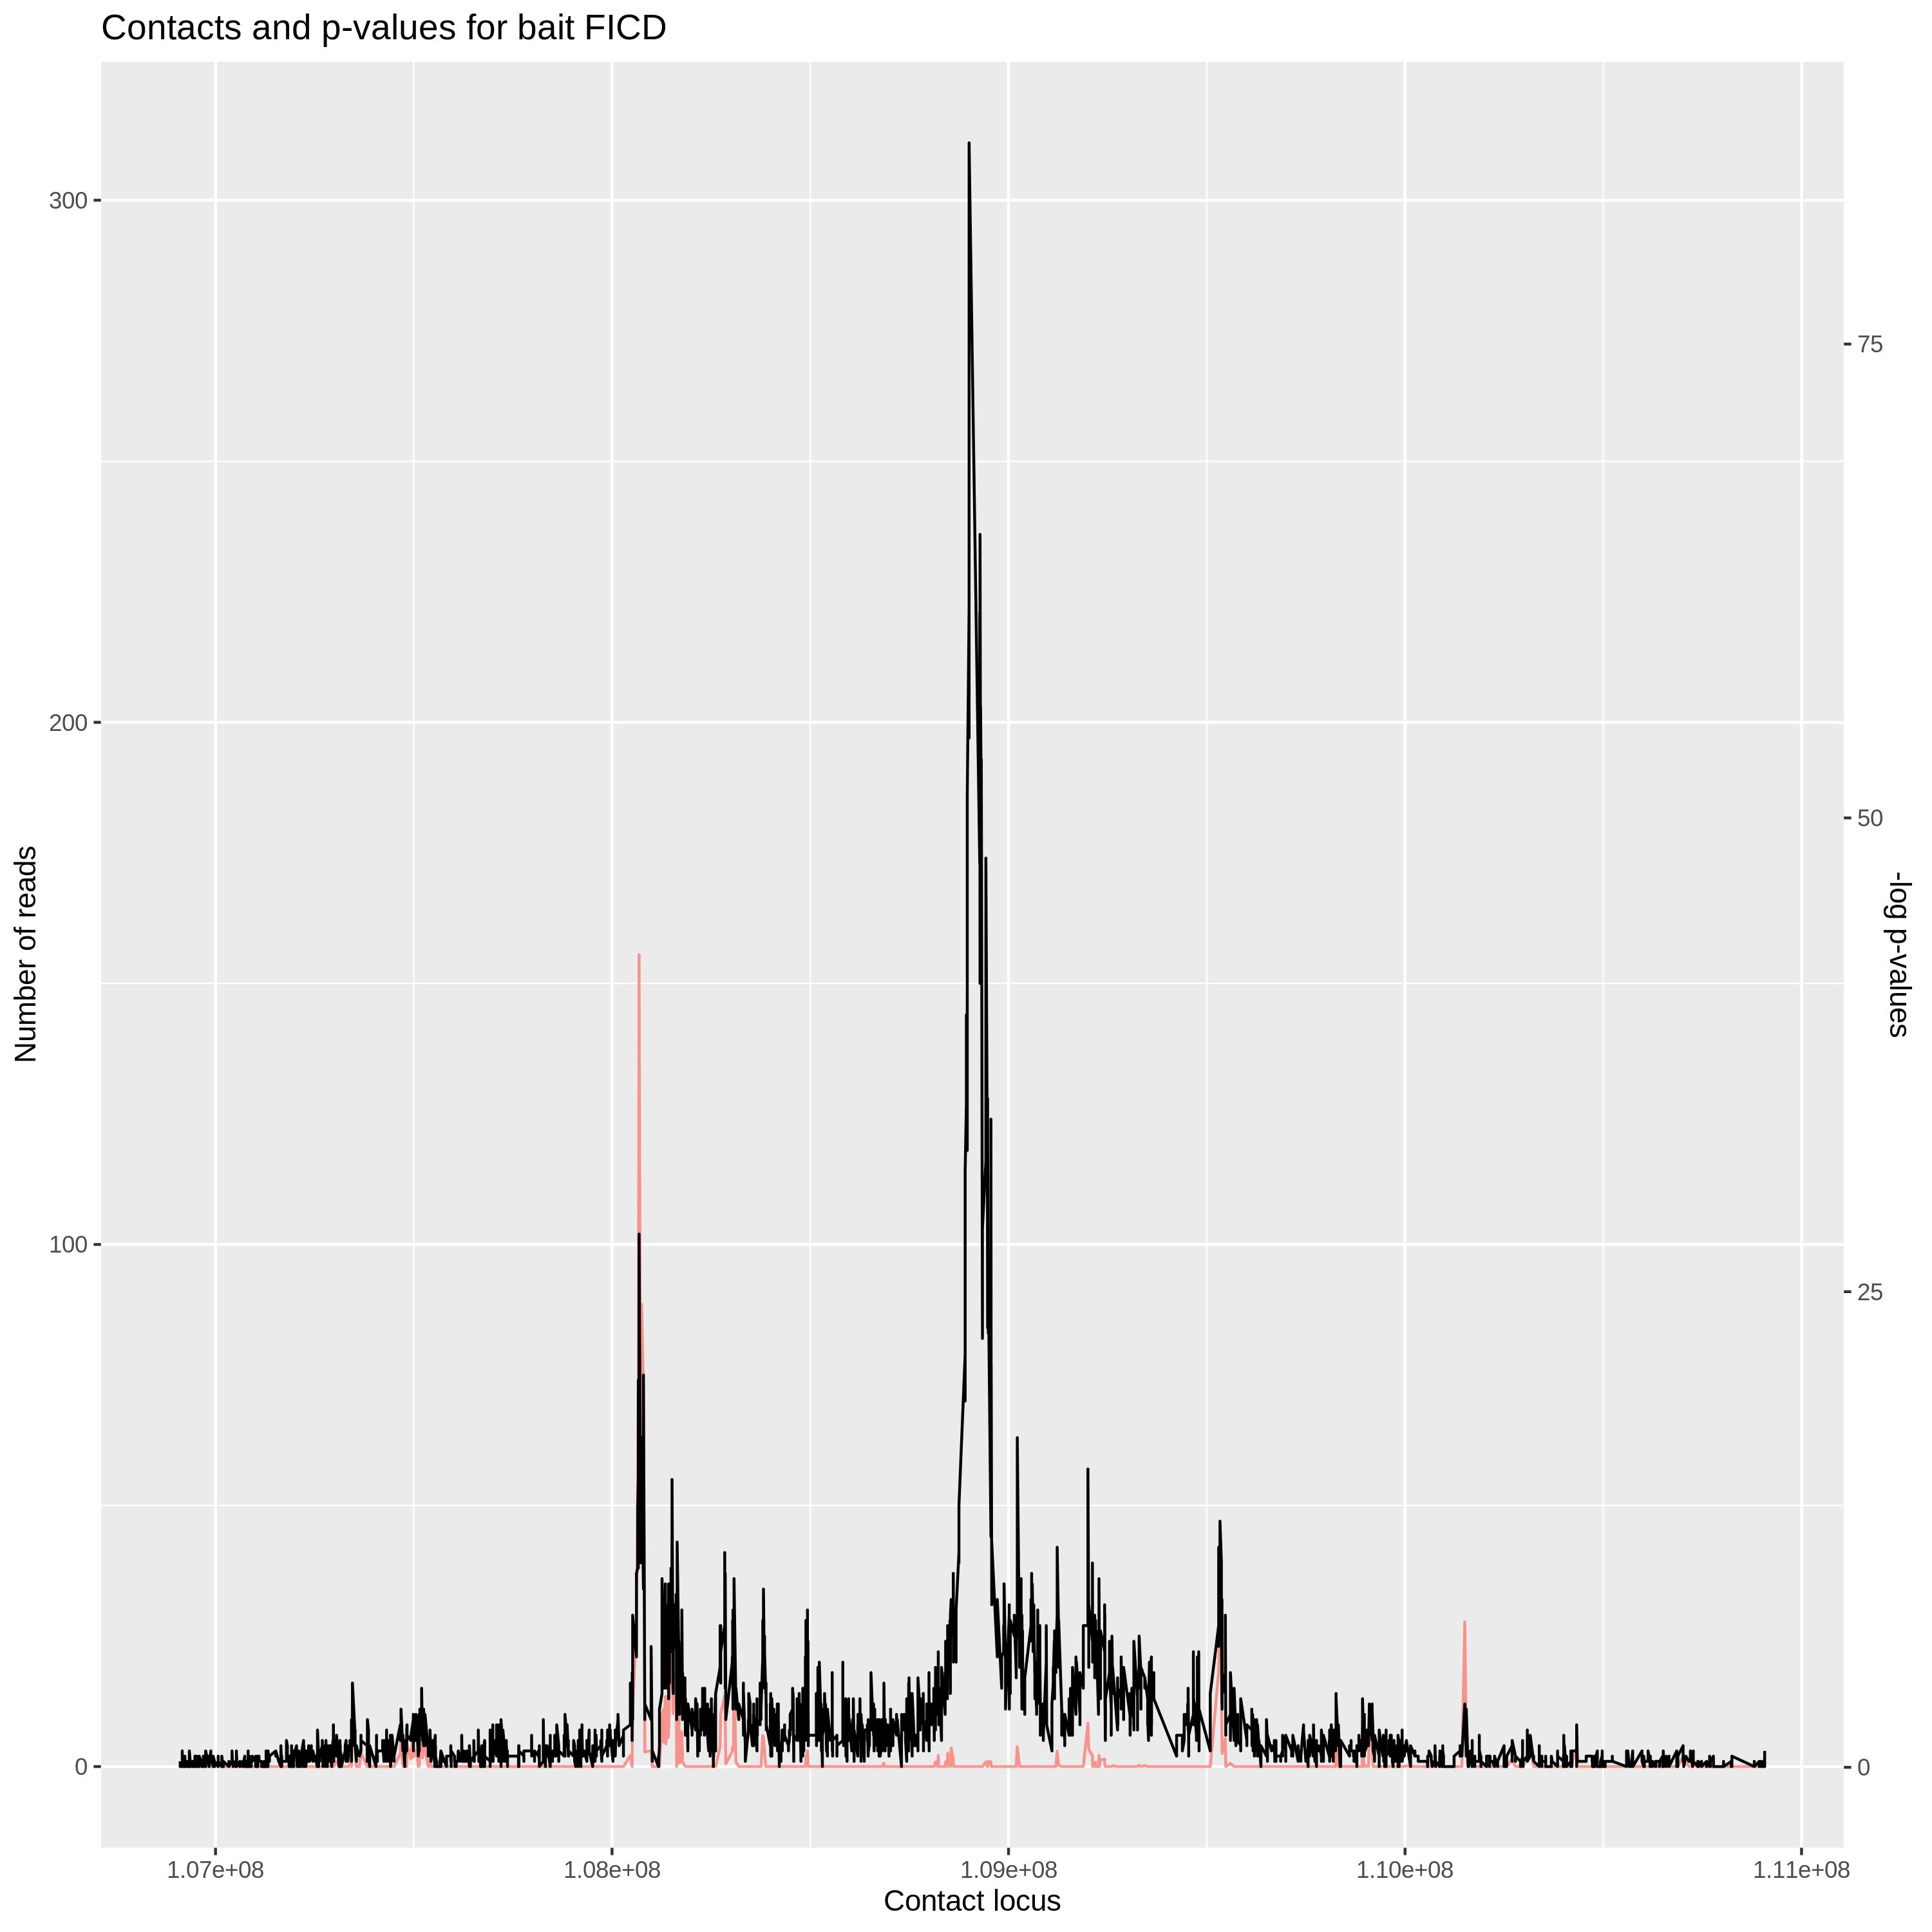 Contacts and p-values for bait FICD
300
200
100
0
Number of reads
75
50
25
0
-log p-values
1.07e+08
1.08e+08
1.09e+08
1.10e+08
1.11e+08
Contact locus